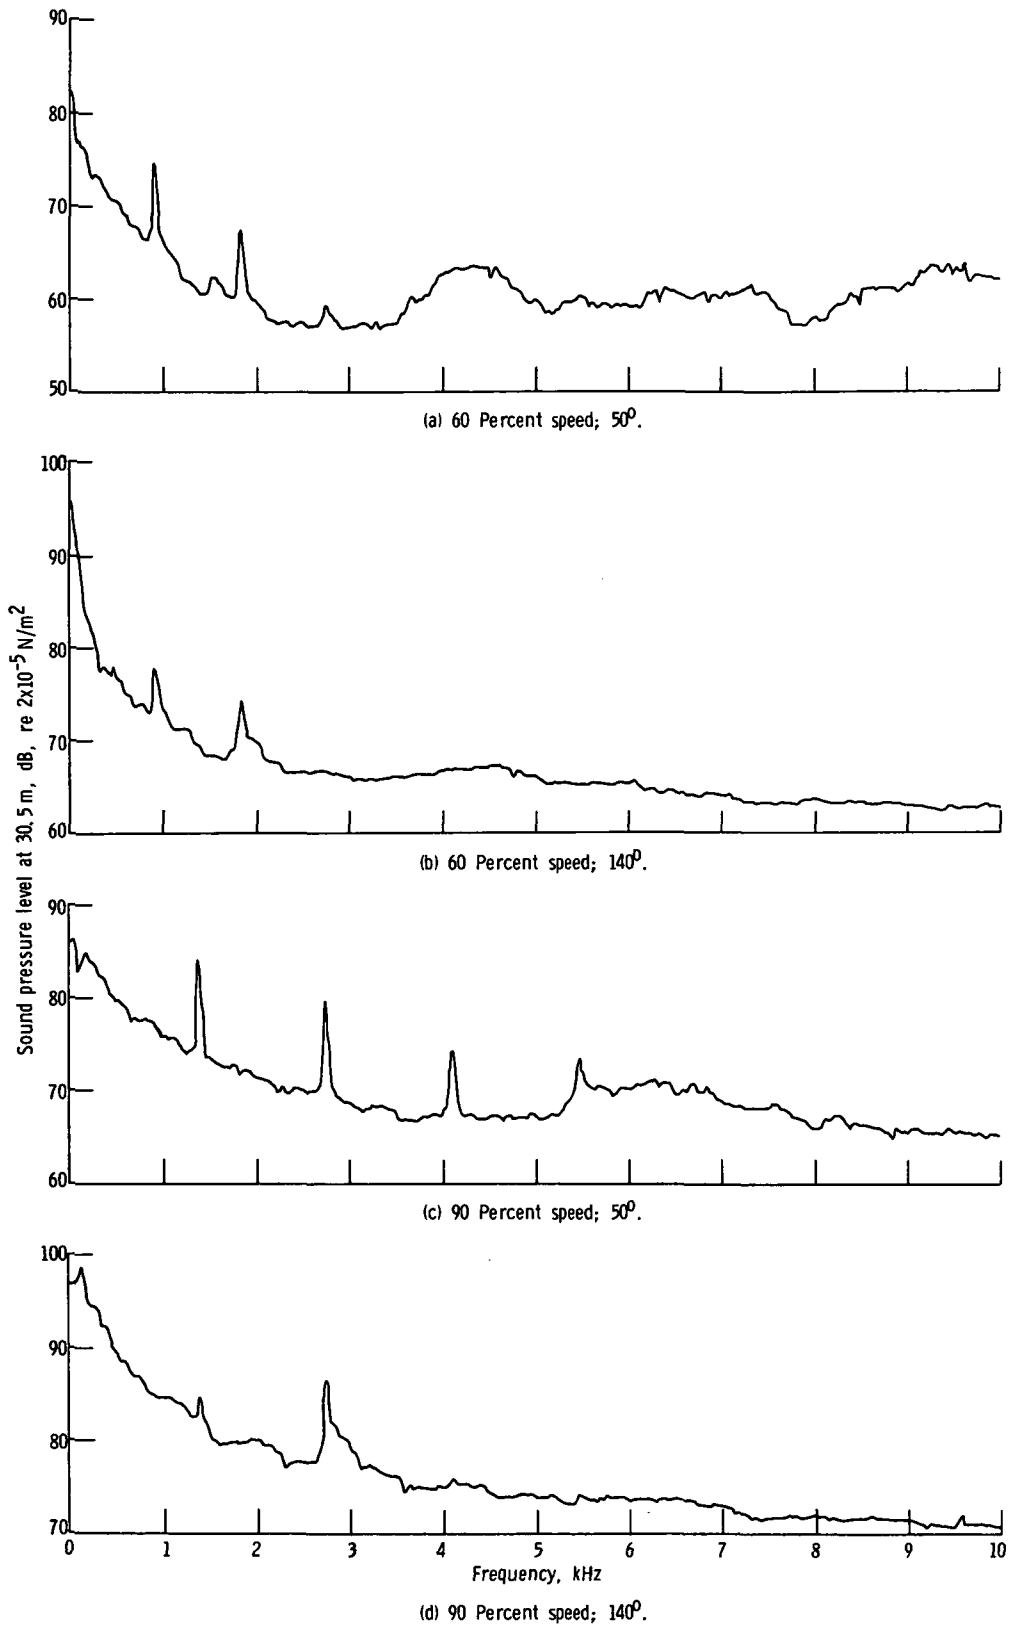 90
80
70
60
50
(a) 60 Percent speed; 50⁰.
100
90
80
70
60
(b) 60 Percent speed; 140⁰.
Sound pressure level at 30.5 m, dB, re 2x10⁻⁵ N/m²
90
80
70
60
(c) 90 Percent speed; 50⁰.
100
90
80
70
0 1 2 3 4 5 6 7 8 9 10
Frequency, kHz
(d) 90 Percent speed; 140⁰.